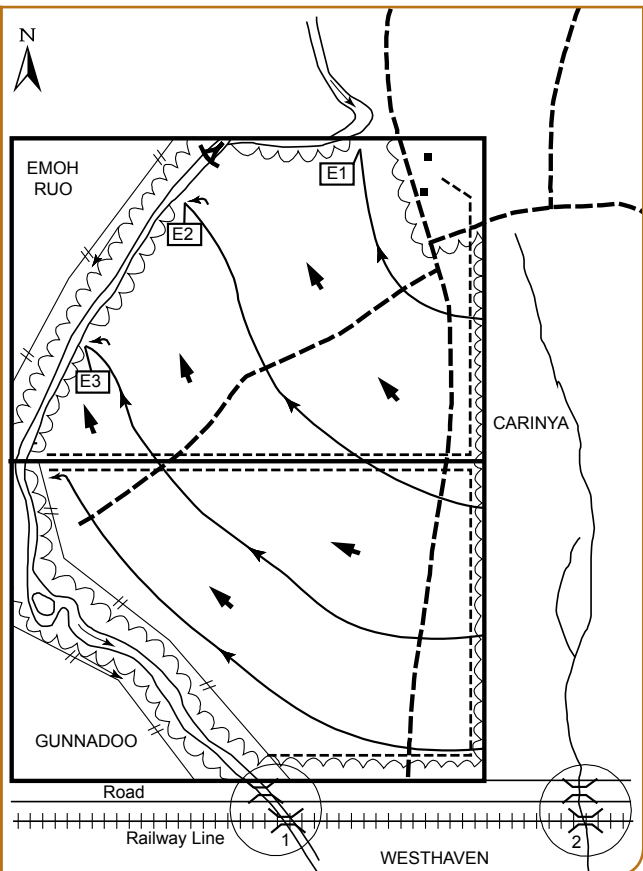 N
EMOH
RUO
E1
E2
E3
CARINYA
GUNNADOO
Road
Railway Line
1
2
WESTHAVEN